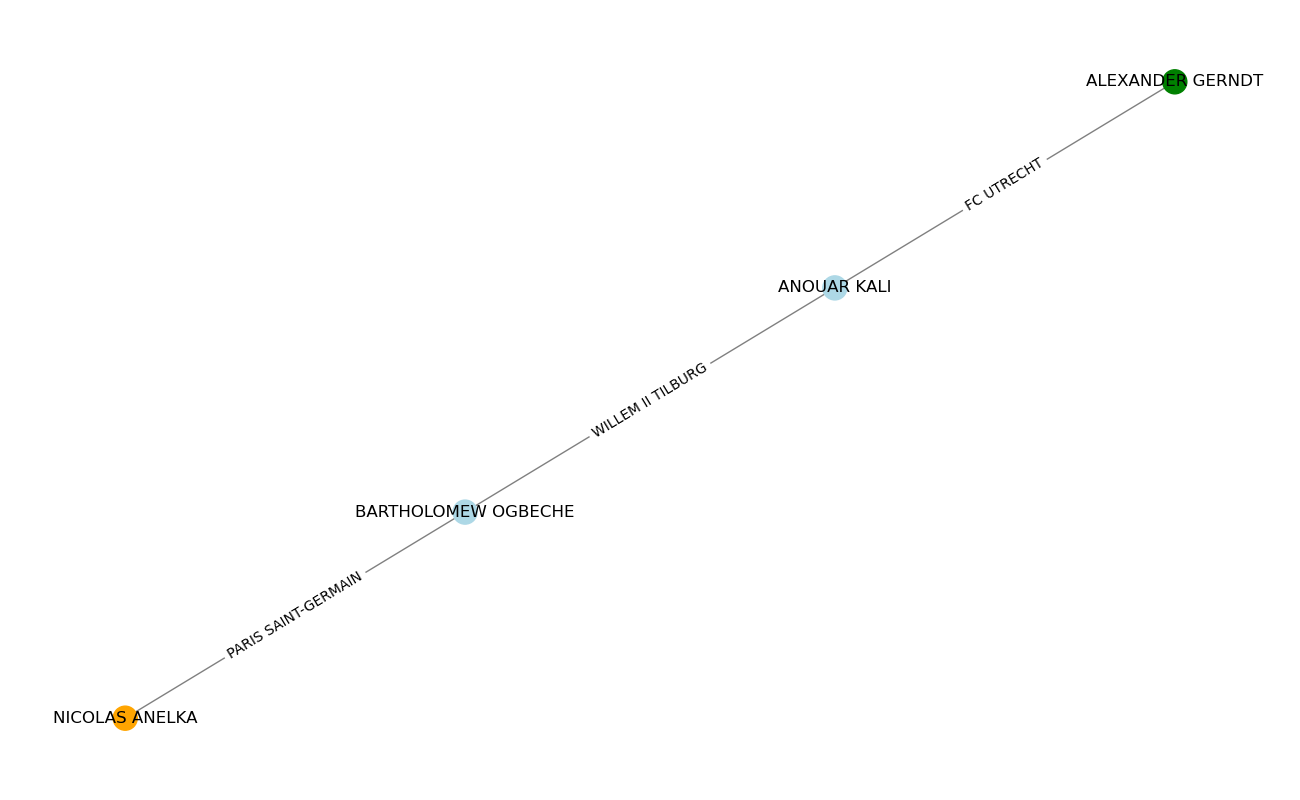 ALEXANDER GERNDT
FC UTRECHT
ANOUAR KALI
WILLEM II TILBURG
BARTHOLOMEW OGBECHE
PARIS SAINT-GERMAIN
NICOLAS ANELKA